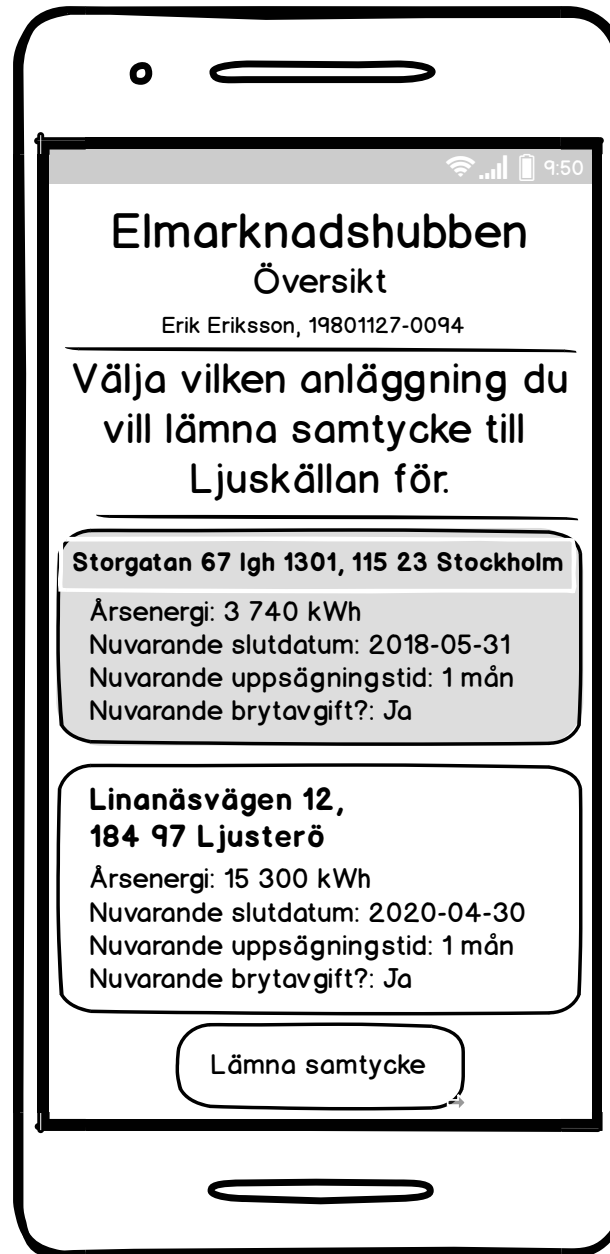 9:50
Elmarknadshubben
Översikt
Erik Eriksson, 19801127-0094
Välja vilken anläggning du
vill lämna samtycke till
Ljuskällan för.
Storgatan 67 lgh 1301, 115 23 Stockholm
Årsenergi: 3 740 kWh
Nuvarande slutdatum: 2018-05-31
Nuvarande uppsägningstid: 1 mån
Nuvarande brytavgift?: Ja
Linanäsvägen 12,
184 97 Ljusterö
Årsenergi: 15 300 kWh
Nuvarande slutdatum: 2020-04-30
Nuvarande uppsägningstid: 1 mån
Nuvarande brytavgift?: Ja
Lämna samtycke